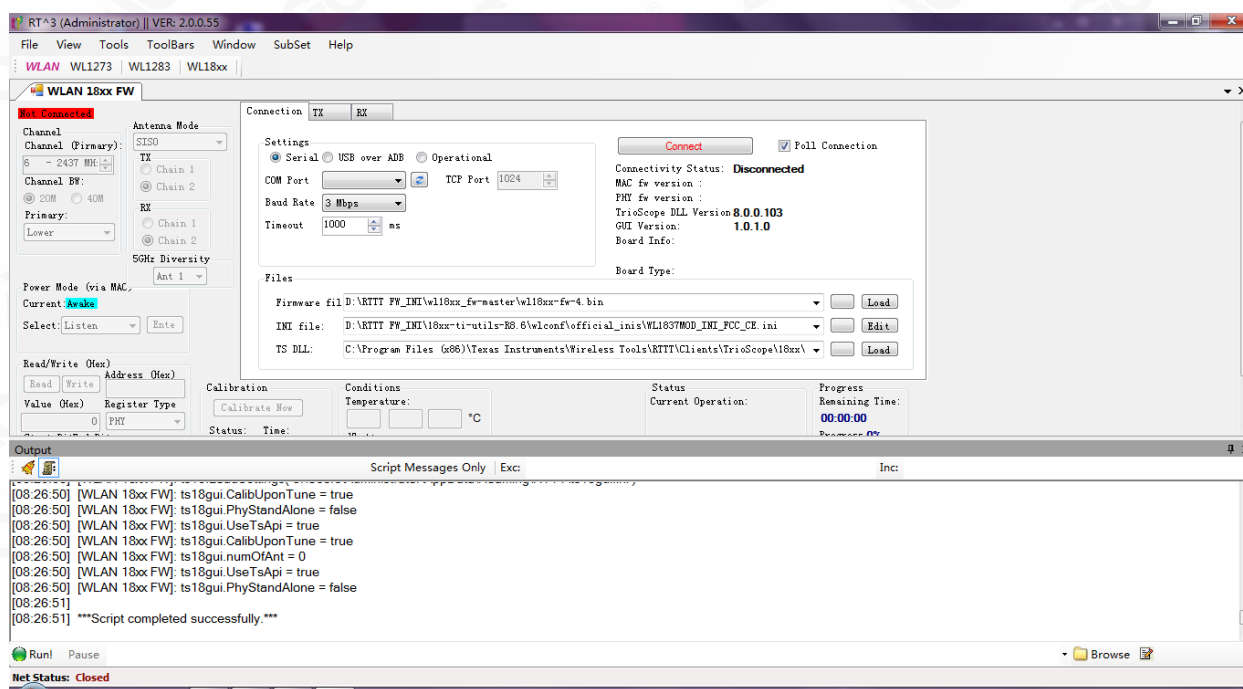 RT^3 (Administrator) || VER: 2.0.0.55
File View Tools ToolBars Window SubSet Help
WLAN WL1273 WL1283 WL18xx
WLAN 18xx FW
Not Connected
Channel
Channel (Pirmary):
6 - 2437 MH:
Channel BW:
20M 40M
Primary:
Lower
Antenna Mode
SISO
TX
Chain 1
Chain 2
RX
Chain 1
Chain 2
5GHz Diversity
Ant 1
Power Mode (via MAC)
Current: Awake
Select: Listen Ente
Read/Write (Hex)
Address (Hex)
Read Write
Value (Hex) Register Type
0 PHY
Connection TX RX
Settings
Serial USB over ADB Operational
COM Port TCP Port 1024
Baud Rate 3 Mbps
Timeout 1000 ms
Connect Poll Connection
Connectivity Status: Disconnected
MAC fw version :
PHY fw version :
TrioScope DLL Version 8.0.0.103
GUI Version: 1.0.1.0
Board Info:
Board Type:
Files
Firmware fil D:\RTTT FW_INI\wl18xx_fw-master\wl18xx-fw-4.bin Load
INI file: D:\RTTT FW_INI\18xx-ti-utils-R8.6\wlconf\official_inis\WL1837MOD_INI_FCC_CE.ini Edit
TS DLL: C:\Program Files (x86)\Texas Instruments\Wireless Tools\RTTT\Clients\TrioScope\18xx\ Load
Calibration
Calibrate Now
Status: Time:
Conditions
Temperature:
°C
Status
Current Operation:
Progress
Remaining Time:
00:00:00
Progress 0%
Output
Script Messages Only Exc: Inc:
[08:26:50] [WLAN 18xx FW]: ts18gui.CalibUponTune = true
[08:26:50] [WLAN 18xx FW]: ts18gui.PhyStandAlone = false
[08:26:50] [WLAN 18xx FW]: ts18gui.UseTsApi = true
[08:26:50] [WLAN 18xx FW]: ts18gui.CalibUponTune = true
[08:26:50] [WLAN 18xx FW]: ts18gui.numOfAnt = 0
[08:26:50] [WLAN 18xx FW]: ts18gui.UseTsApi = true
[08:26:50] [WLAN 18xx FW]: ts18gui.PhyStandAlone = false
[08:26:51]
[08:26:51] ***Script completed successfully.***
Run! Pause Browse
Net Status: Closed